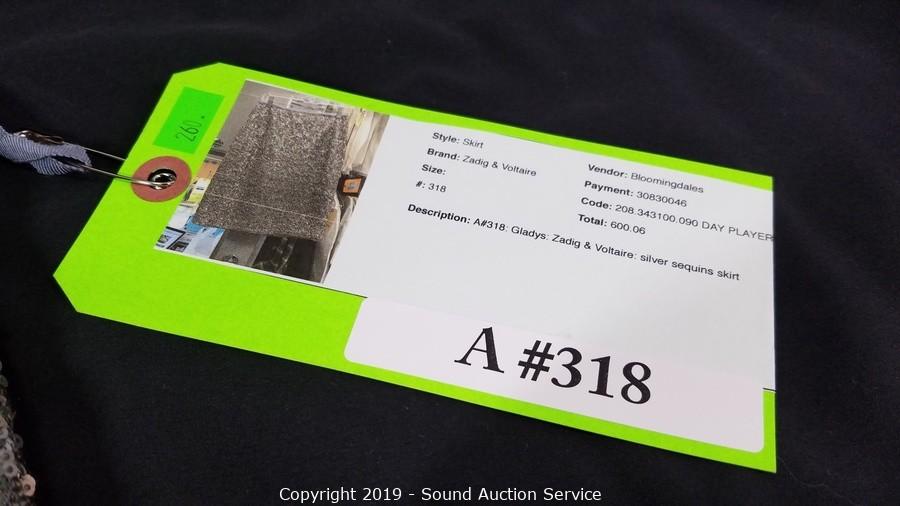 260.
Style: Skirt
Brand: Zadig & Voltaire
Size:
#: 318
Vendor: Bloomingdales
Payment: 30830046
Code: 208.343100.090 DAY PLAYER
Total: 600.06
Description: A#318: Gladys: Zadig & Voltaire: silver sequins skirt
A #318
Copyright 2019 - Sound Auction Service